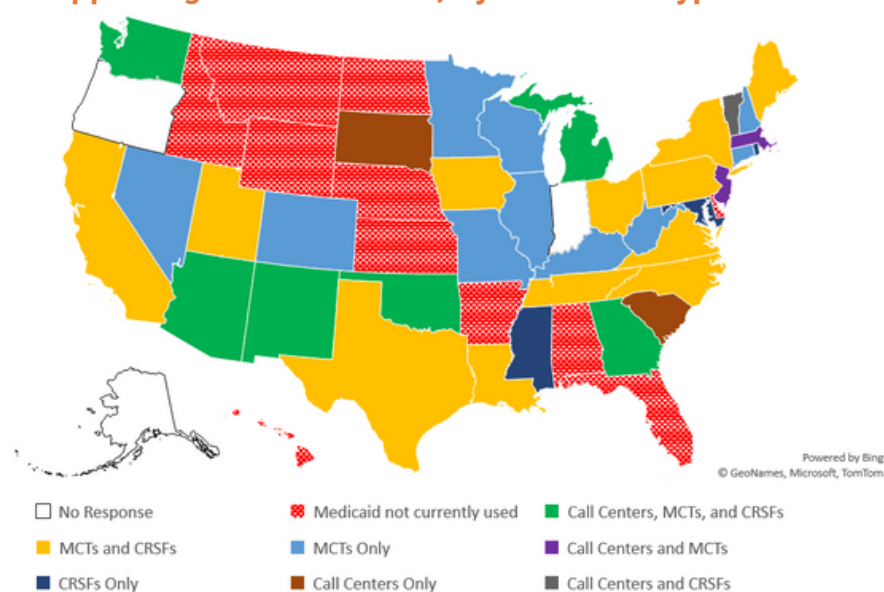 Powered by Bing
© GeoNames, Microsoft, TomTom
No Response
Medicaid not currently used
Call Centers, MCTs, and CRSFs
MCTs and CRSFs
MCTs Only
Call Centers and MCTs
CRSFs Only
Call Centers Only
Call Centers and CRSFs